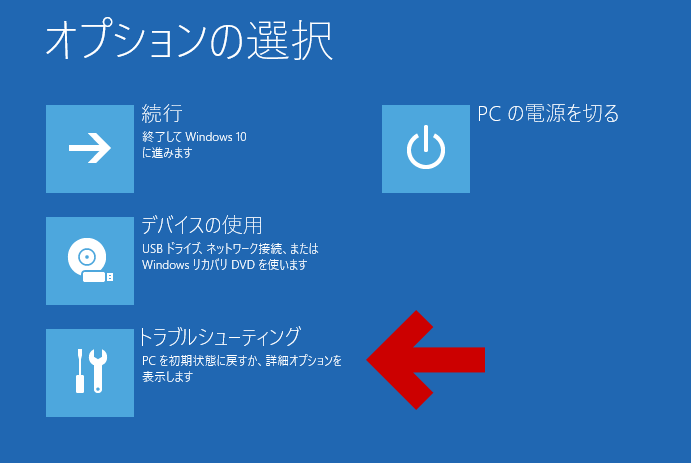 オプションの選択
続行
終了して Windows 10
に進みます
PC の電源を切る
デバイスの使用
USB ドライブ、ネットワーク接続、または
Windows リカバリ DVD を使います
トラブルシューティング
PC を初期状態に戻すか、詳細オプションを
表示します